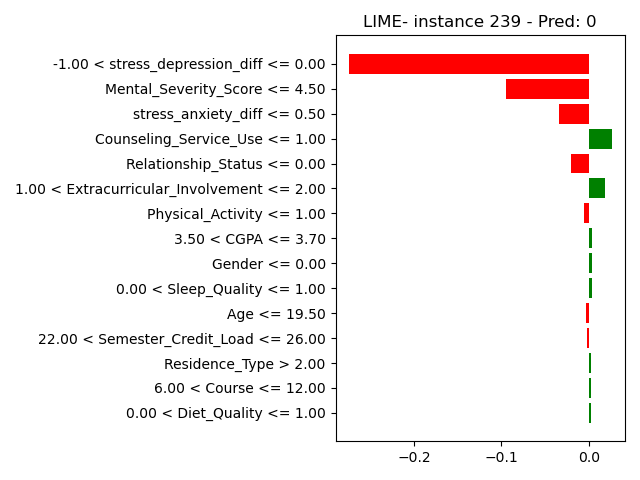 LIME- instance 239 - Pred: 0
-1.00 < stress_depression_diff <= 0.00
Mental_Severity_Score <= 4.50
stress_anxiety_diff <= 0.50
Counseling_Service_Use <= 1.00
Relationship_Status <= 0.00
1.00 < Extracurricular_Involvement <= 2.00
Physical_Activity <= 1.00
3.50 < CGPA <= 3.70
Gender <= 0.00
0.00 < Sleep_Quality <= 1.00
Age <= 19.50
22.00 < Semester_Credit_Load <= 26.00
Residence_Type > 2.00
6.00 < Course <= 12.00
0.00 < Diet_Quality <= 1.00
−0.2 −0.1 0.0